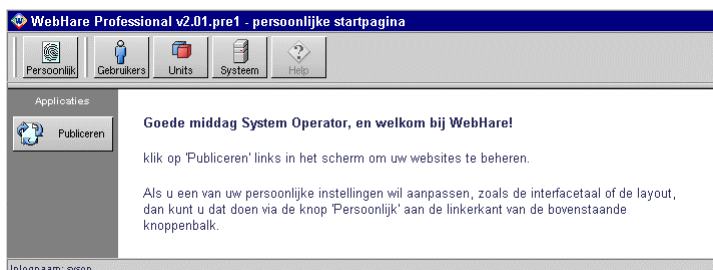 WebHare Professional v2.01.pre1 - persoonlijke startpagina
Persoonlijk Gebruikers Units Systeem Help
Applicaties
Publiceren
Goede middag System Operator, en welkom bij WebHare!
klik op 'Publiceren' links in het scherm om uw websites te beheren.
Als u een van uw persoonlijke instellingen wil aanpassen, zoals de interfacetaal of de layout,
dan kunt u dat doen via de knop 'Persoonlijk' aan de linkerkant van de bovenstaande
knoppenbalk.
Inlognaam: sysop